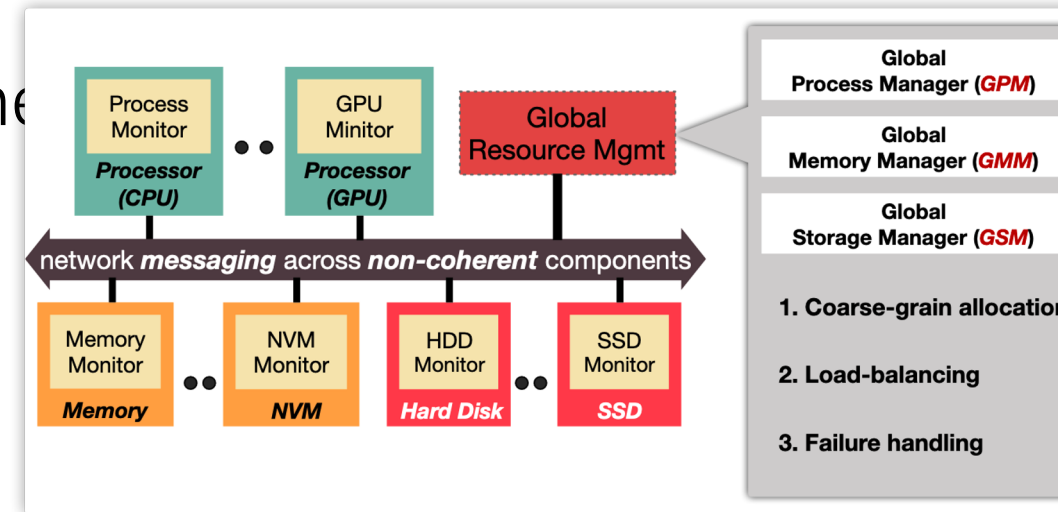 ne
Process
Monitor
Processor
(CPU)
GPU
Minitor
Processor
(GPU)
Global
Resource Mgmt
network messaging across non-coherent components
Memory
Monitor
Memory
NVM
Monitor
NVM
HDD
Monitor
Hard Disk
SSD
Monitor
SSD
Global
Process Manager (GPM)
Global
Memory Manager (GMM)
Global
Storage Manager (GSM)
1. Coarse-grain allocation
2. Load-balancing
3. Failure handling